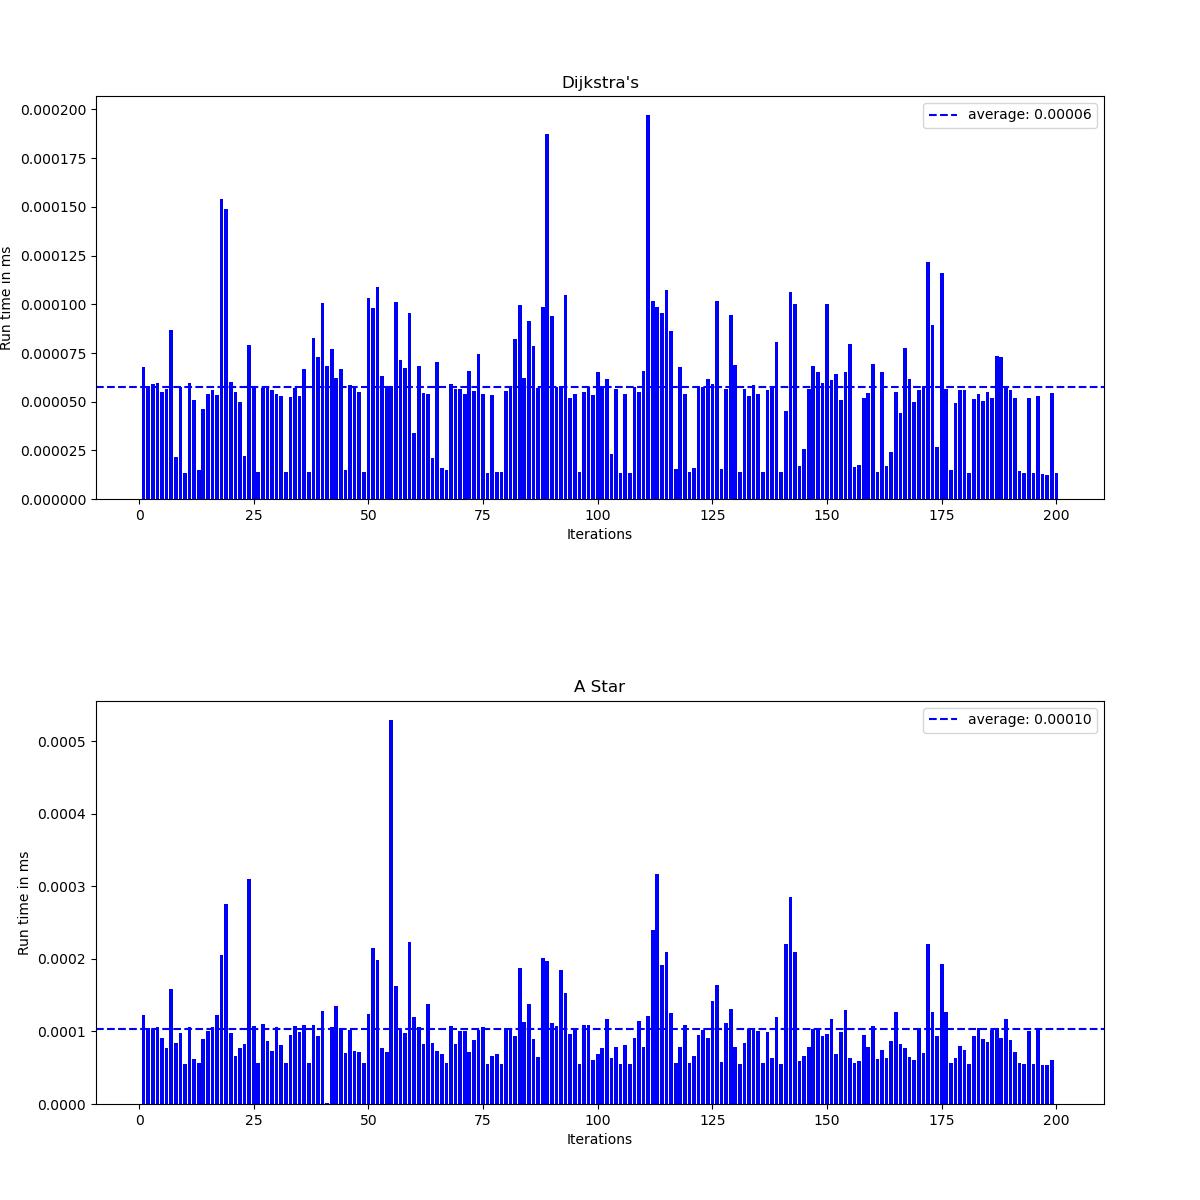 Dijkstra's
0.000200
0.000175
0.000150
0.000125
0.000100
0.000075
0.000050
0.000025
0.000000
Run time in ms
average: 0.00006
0 25 50 75 100 125 150 175 200
Iterations
A Star
0.0005
0.0004
0.0003
0.0002
0.0001
0.0000
Run time in ms
average: 0.00010
0 25 50 75 100 125 150 175 200
Iterations